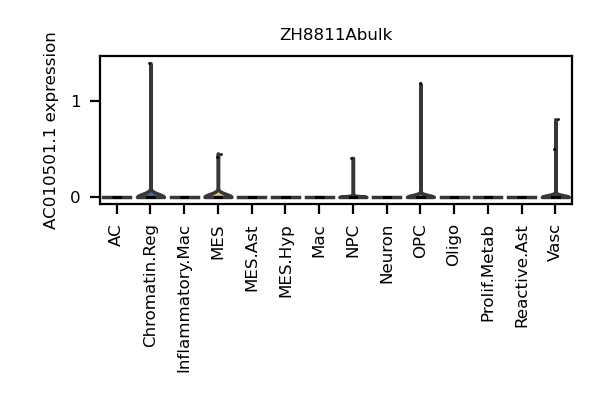 ZH8811Abulk
AC010501.1 expression
1
0
AC
Chromatin.Reg
Inflammatory.Mac
MES
MES.Ast
MES.Hyp
Mac
NPC
Neuron
OPC
Oligo
Prolif.Metab
Reactive.Ast
Vasc